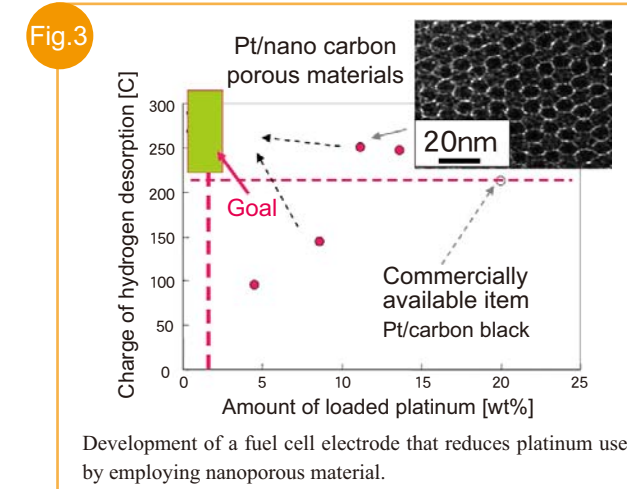 Fig.3
Pt/nano carbon
porous materials
20nm
Charge of hydrogen desorption [C]
300
250
200
150
100
50
0
Goal
Commercially
available item
Pt/carbon black
0 5 10 15 20 25
Amount of loaded platinum [wt%]
Development of a fuel cell electrode that reduces platinum use
by employing nanoporous material.